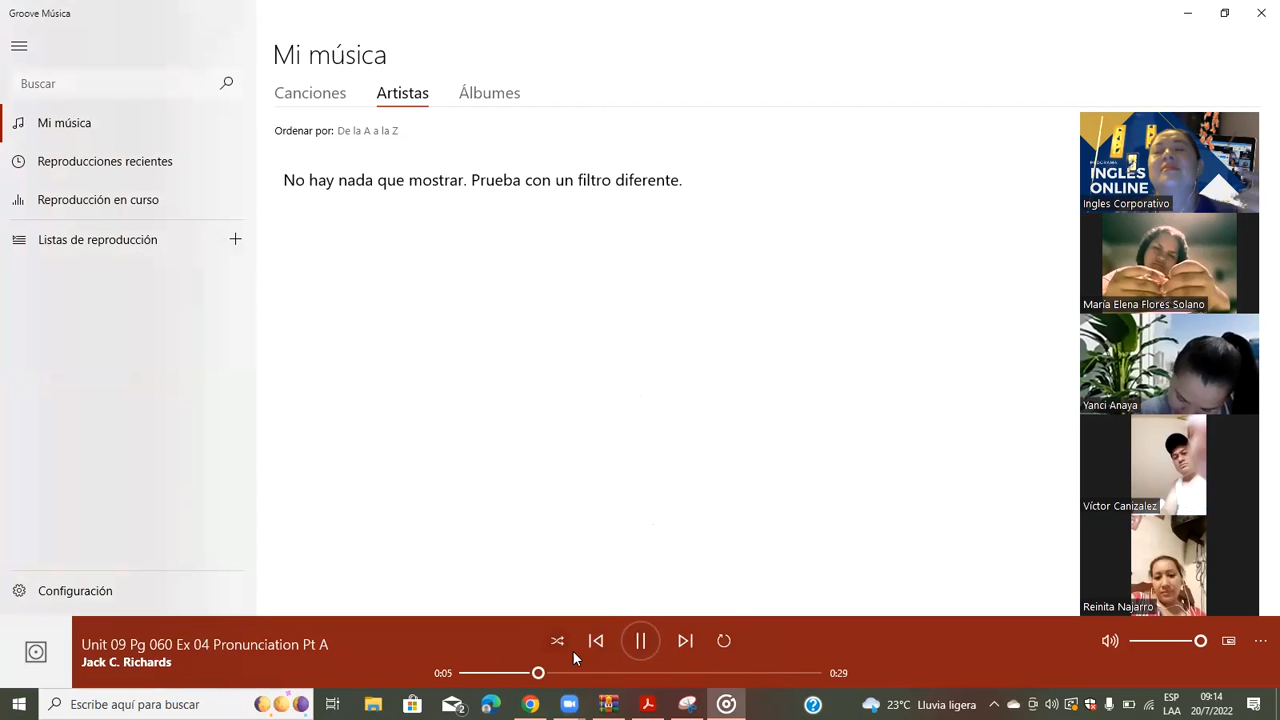 Groove Música
Buscar
Mi música
Reproducciones recientes
Reproducción en curso
Listas de reproducción
Configuración
Mi música
Canciones
Artistas
Álbumes
Ordenar por: De la A a la Z
No hay nada que mostrar. Prueba con un filtro diferente.
PROGRAMA
INGLES
ONLINE
Ingles Corporativo
María Elena Flores Solano
Yanci Anaya
Víctor Canizalez
Reinita Najarro
Unit 09 Pg 060 Ex 04 Pronunciation Pt A
Jack C. Richards
0:05
0:29
Escribe aquí para buscar
2
23°C Lluvia ligera
ESP
LAA
09:14
20/7/2022